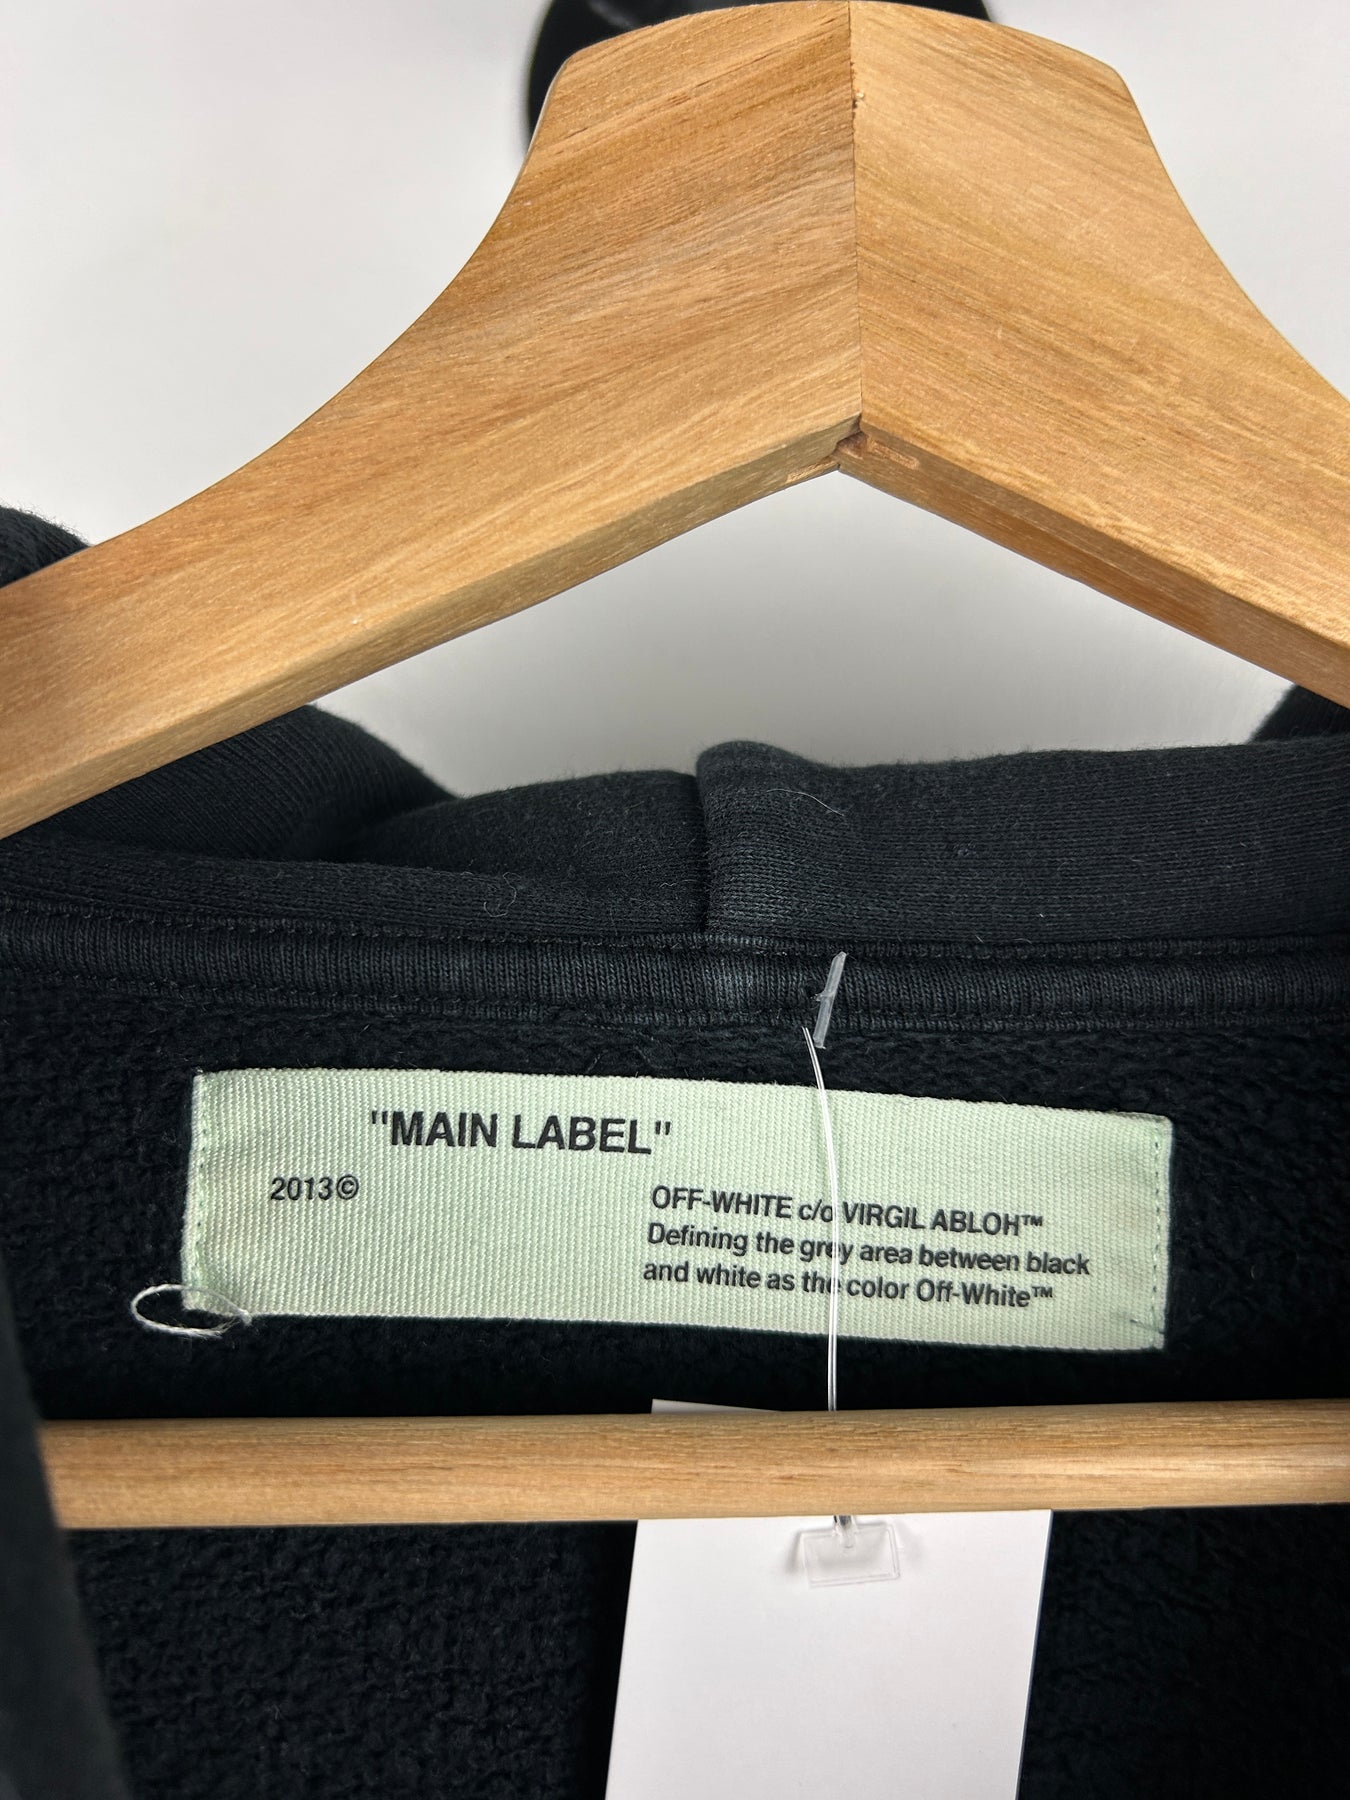 "MAIN LABEL"
2013©
OFF-WHITE c/o VIRGIL ABLOH™
Defining the grey area between black
and white as the color Off-White™